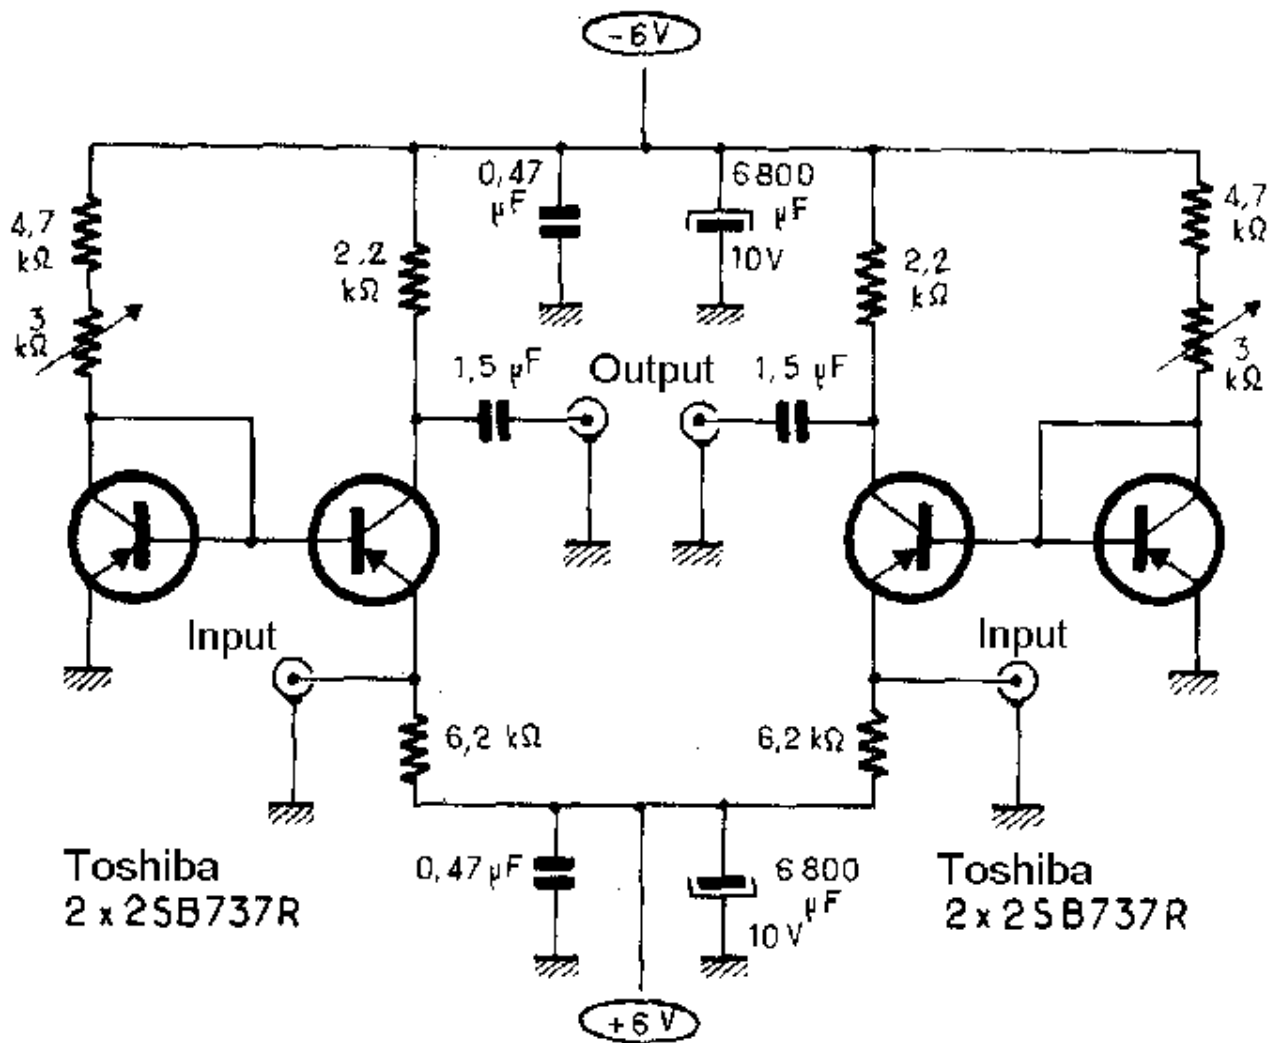 -6V
0,47
µF
6800
µF
10V
4,7
kΩ
2,2
kΩ
2,2
kΩ
4,7
kΩ
3
kΩ
3
kΩ
1,5 µF
Output
1,5 µF
Input
Input
6,2 kΩ
6,2 kΩ
Toshiba
2 x 2SB737R
0,47 µF
6800
µF
10V
Toshiba
2 x 2SB737R
+6V